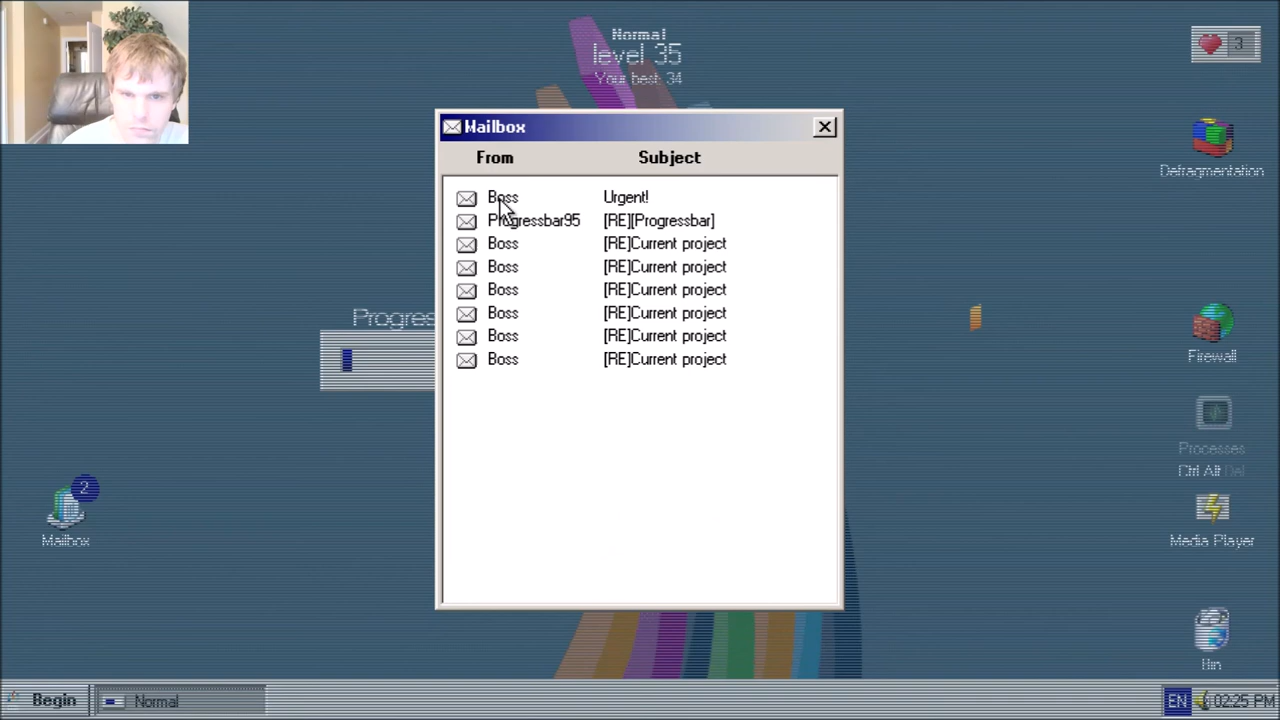 Normal
level 35
Your best: 34
3
Mailbox
From Subject
Boss Urgent!
Progressbar95 [RE][Progressbar]
Boss [RE]Current project
Boss [RE]Current project
Boss [RE]Current project
Boss [RE]Current project
Boss [RE]Current project
Boss [RE]Current project
Progres
Defragmentation
Firewall
Processes
Ctrl Alt Del
Media Player
2
Mailbox
Begin
Normal
EN
02:25 PM